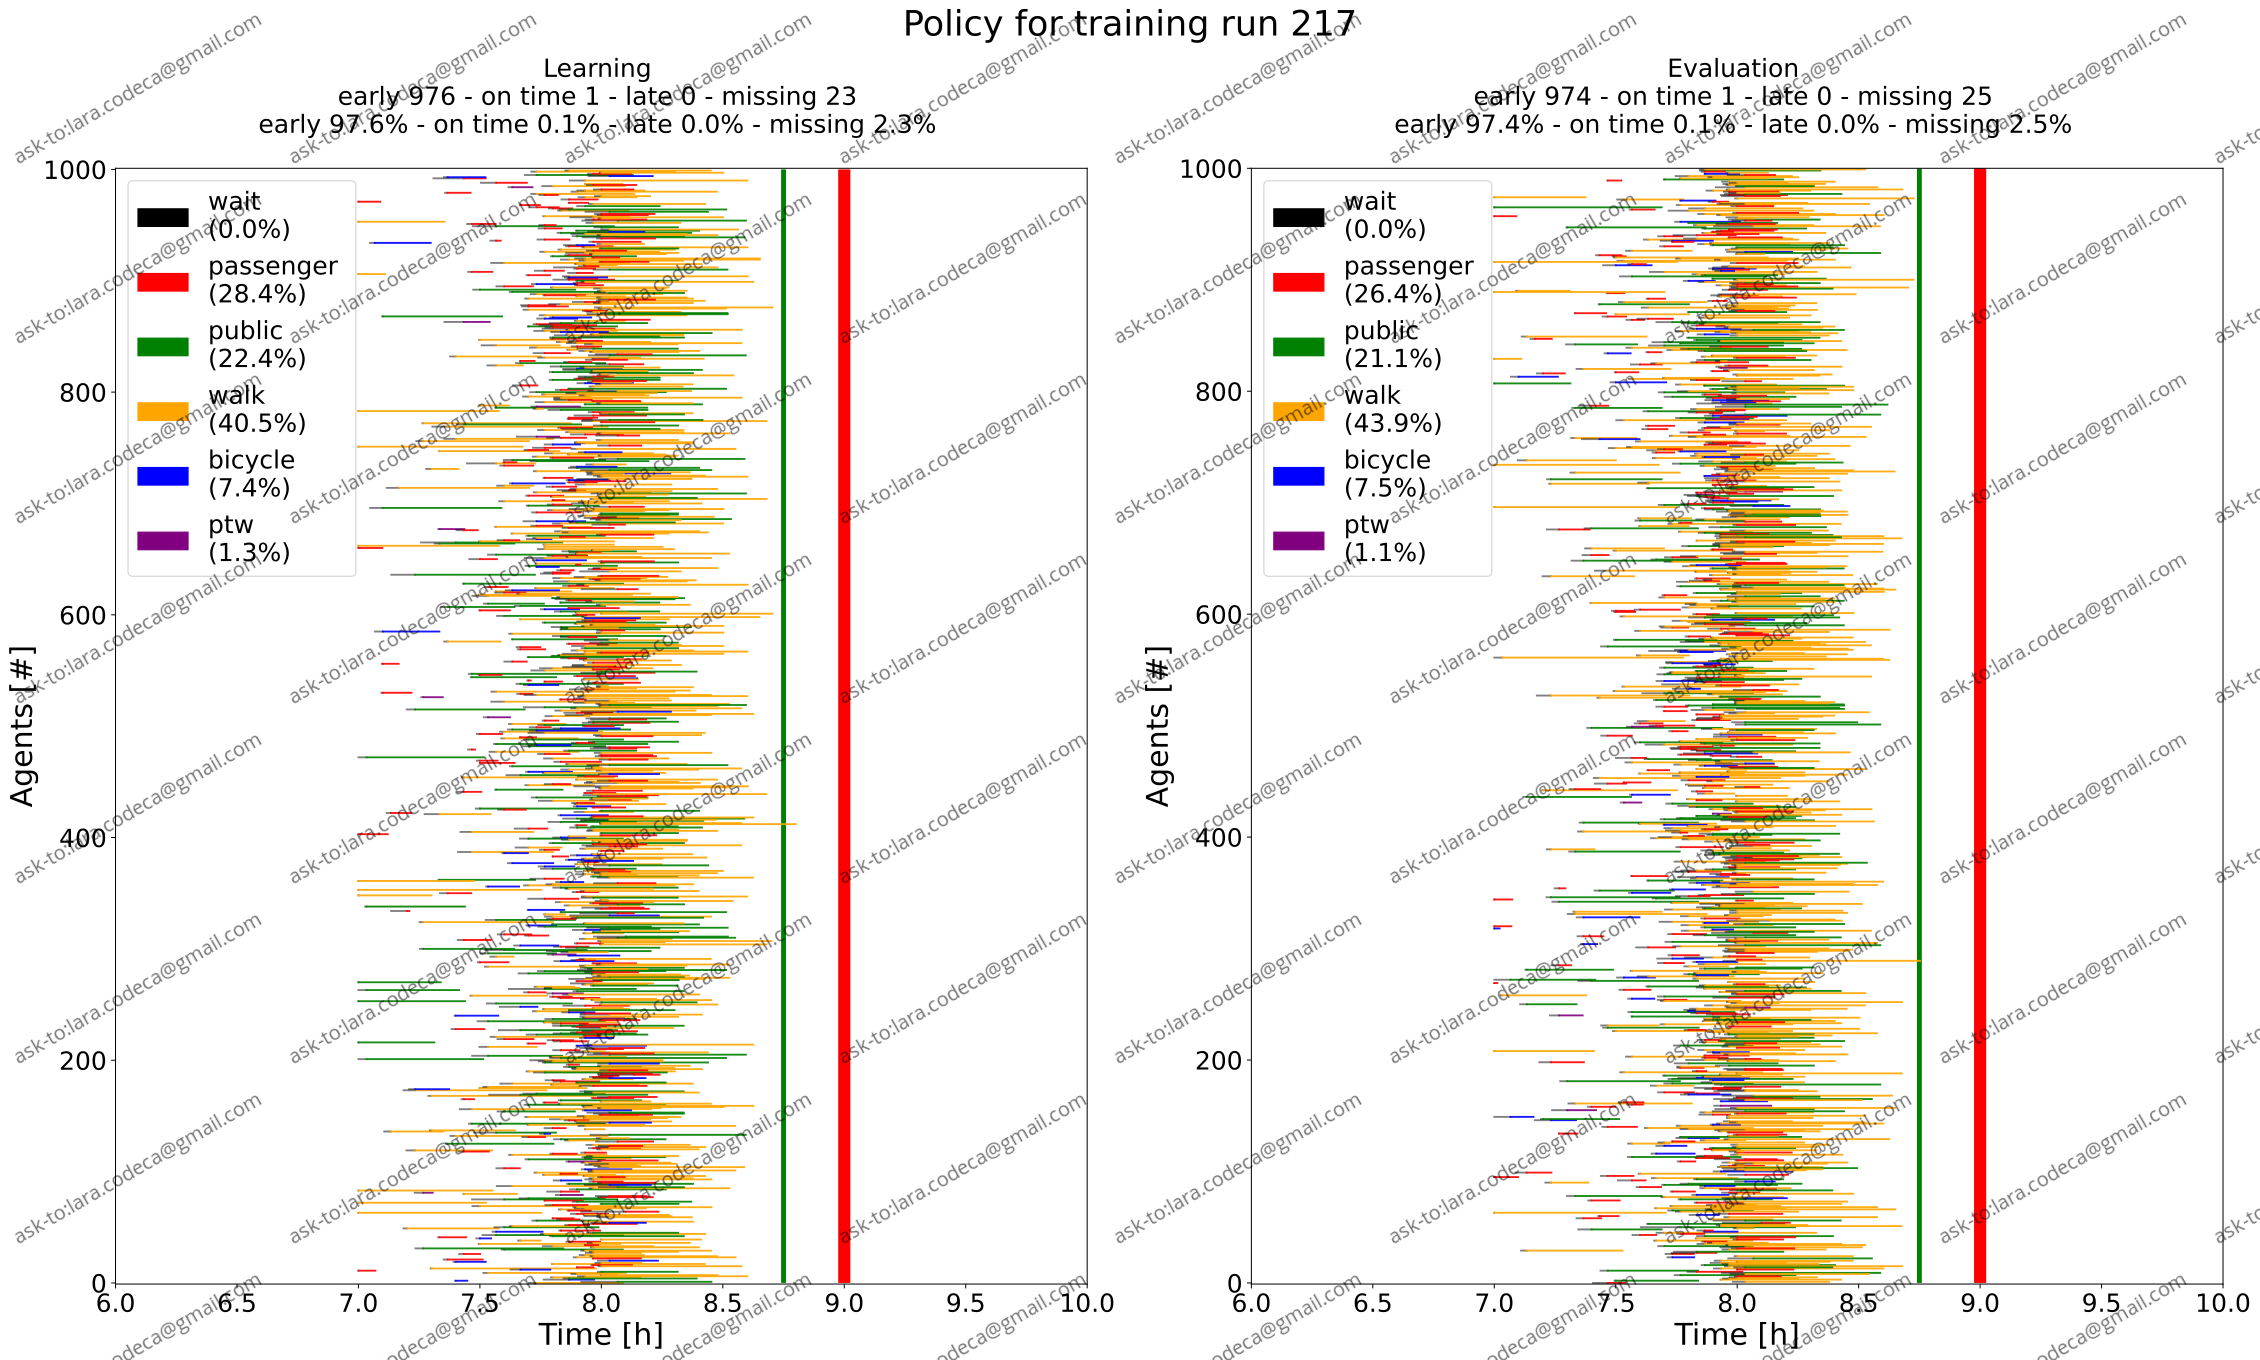 Policy for training run 217
Learning
early 976 - on time 1 - late 0 - missing 23
early 97.6% - on time 0.1% - late 0.0% - missing 2.3%
1000
800
600
400
200
0
Agents [#]
wait
(0.0%)
passenger
(28.4%)
public
(22.4%)
walk
(40.5%)
bicycle
(7.4%)
ptw
(1.3%)
6.0 6.5 7.0 7.5 8.0 8.5 9.0 9.5 10.0
Time [h]
Evaluation
early 974 - on time 1 - late 0 - missing 25
early 97.4% - on time 0.1% - late 0.0% - missing 2.5%
1000
800
600
400
200
0
Agents [#]
wait
(0.0%)
passenger
(26.4%)
public
(21.1%)
walk
(43.9%)
bicycle
(7.5%)
ptw
(1.1%)
6.0 6.5 7.0 7.5 8.0 8.5 9.0 9.5 10.0
Time [h]
ask-to:lara.codeca@gmail.com